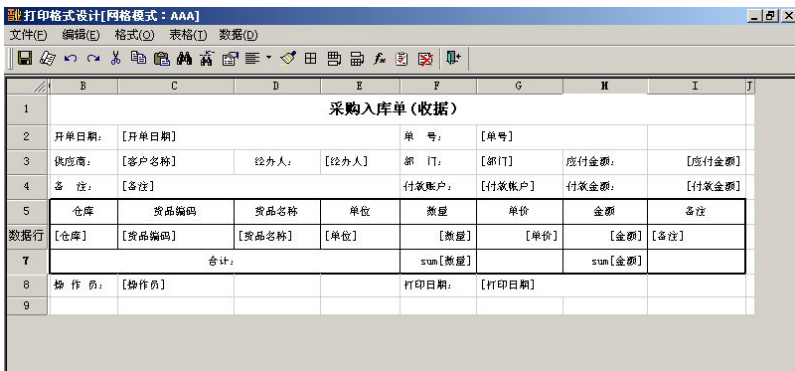 打印格式设计[网格模式：AAA]
文件(F) 编辑(E) 格式(O) 表格(T) 数据(D)
B C D E F G H I J
1 采购入库单(收据)
2 开单日期： [开单日期] 单 号： [单号]
3 供应商： [客户名称] 经办人： [经办人] 部 门： [部门] 应付金额： [应付金额]
4 备 注： [备注] 付款账户： [付款帐户] 付款金额： [付款金额]
5 仓库 货品编码 货品名称 单位 数量 单价 金额 备注
数据行 [仓库] [货品编码] [货品名称] [单位] [数量] [单价] [金额] [备注]
7 合计： sum[数量] sum[金额]
8 操 作 员： [操作员] 打印日期： [打印日期]
9